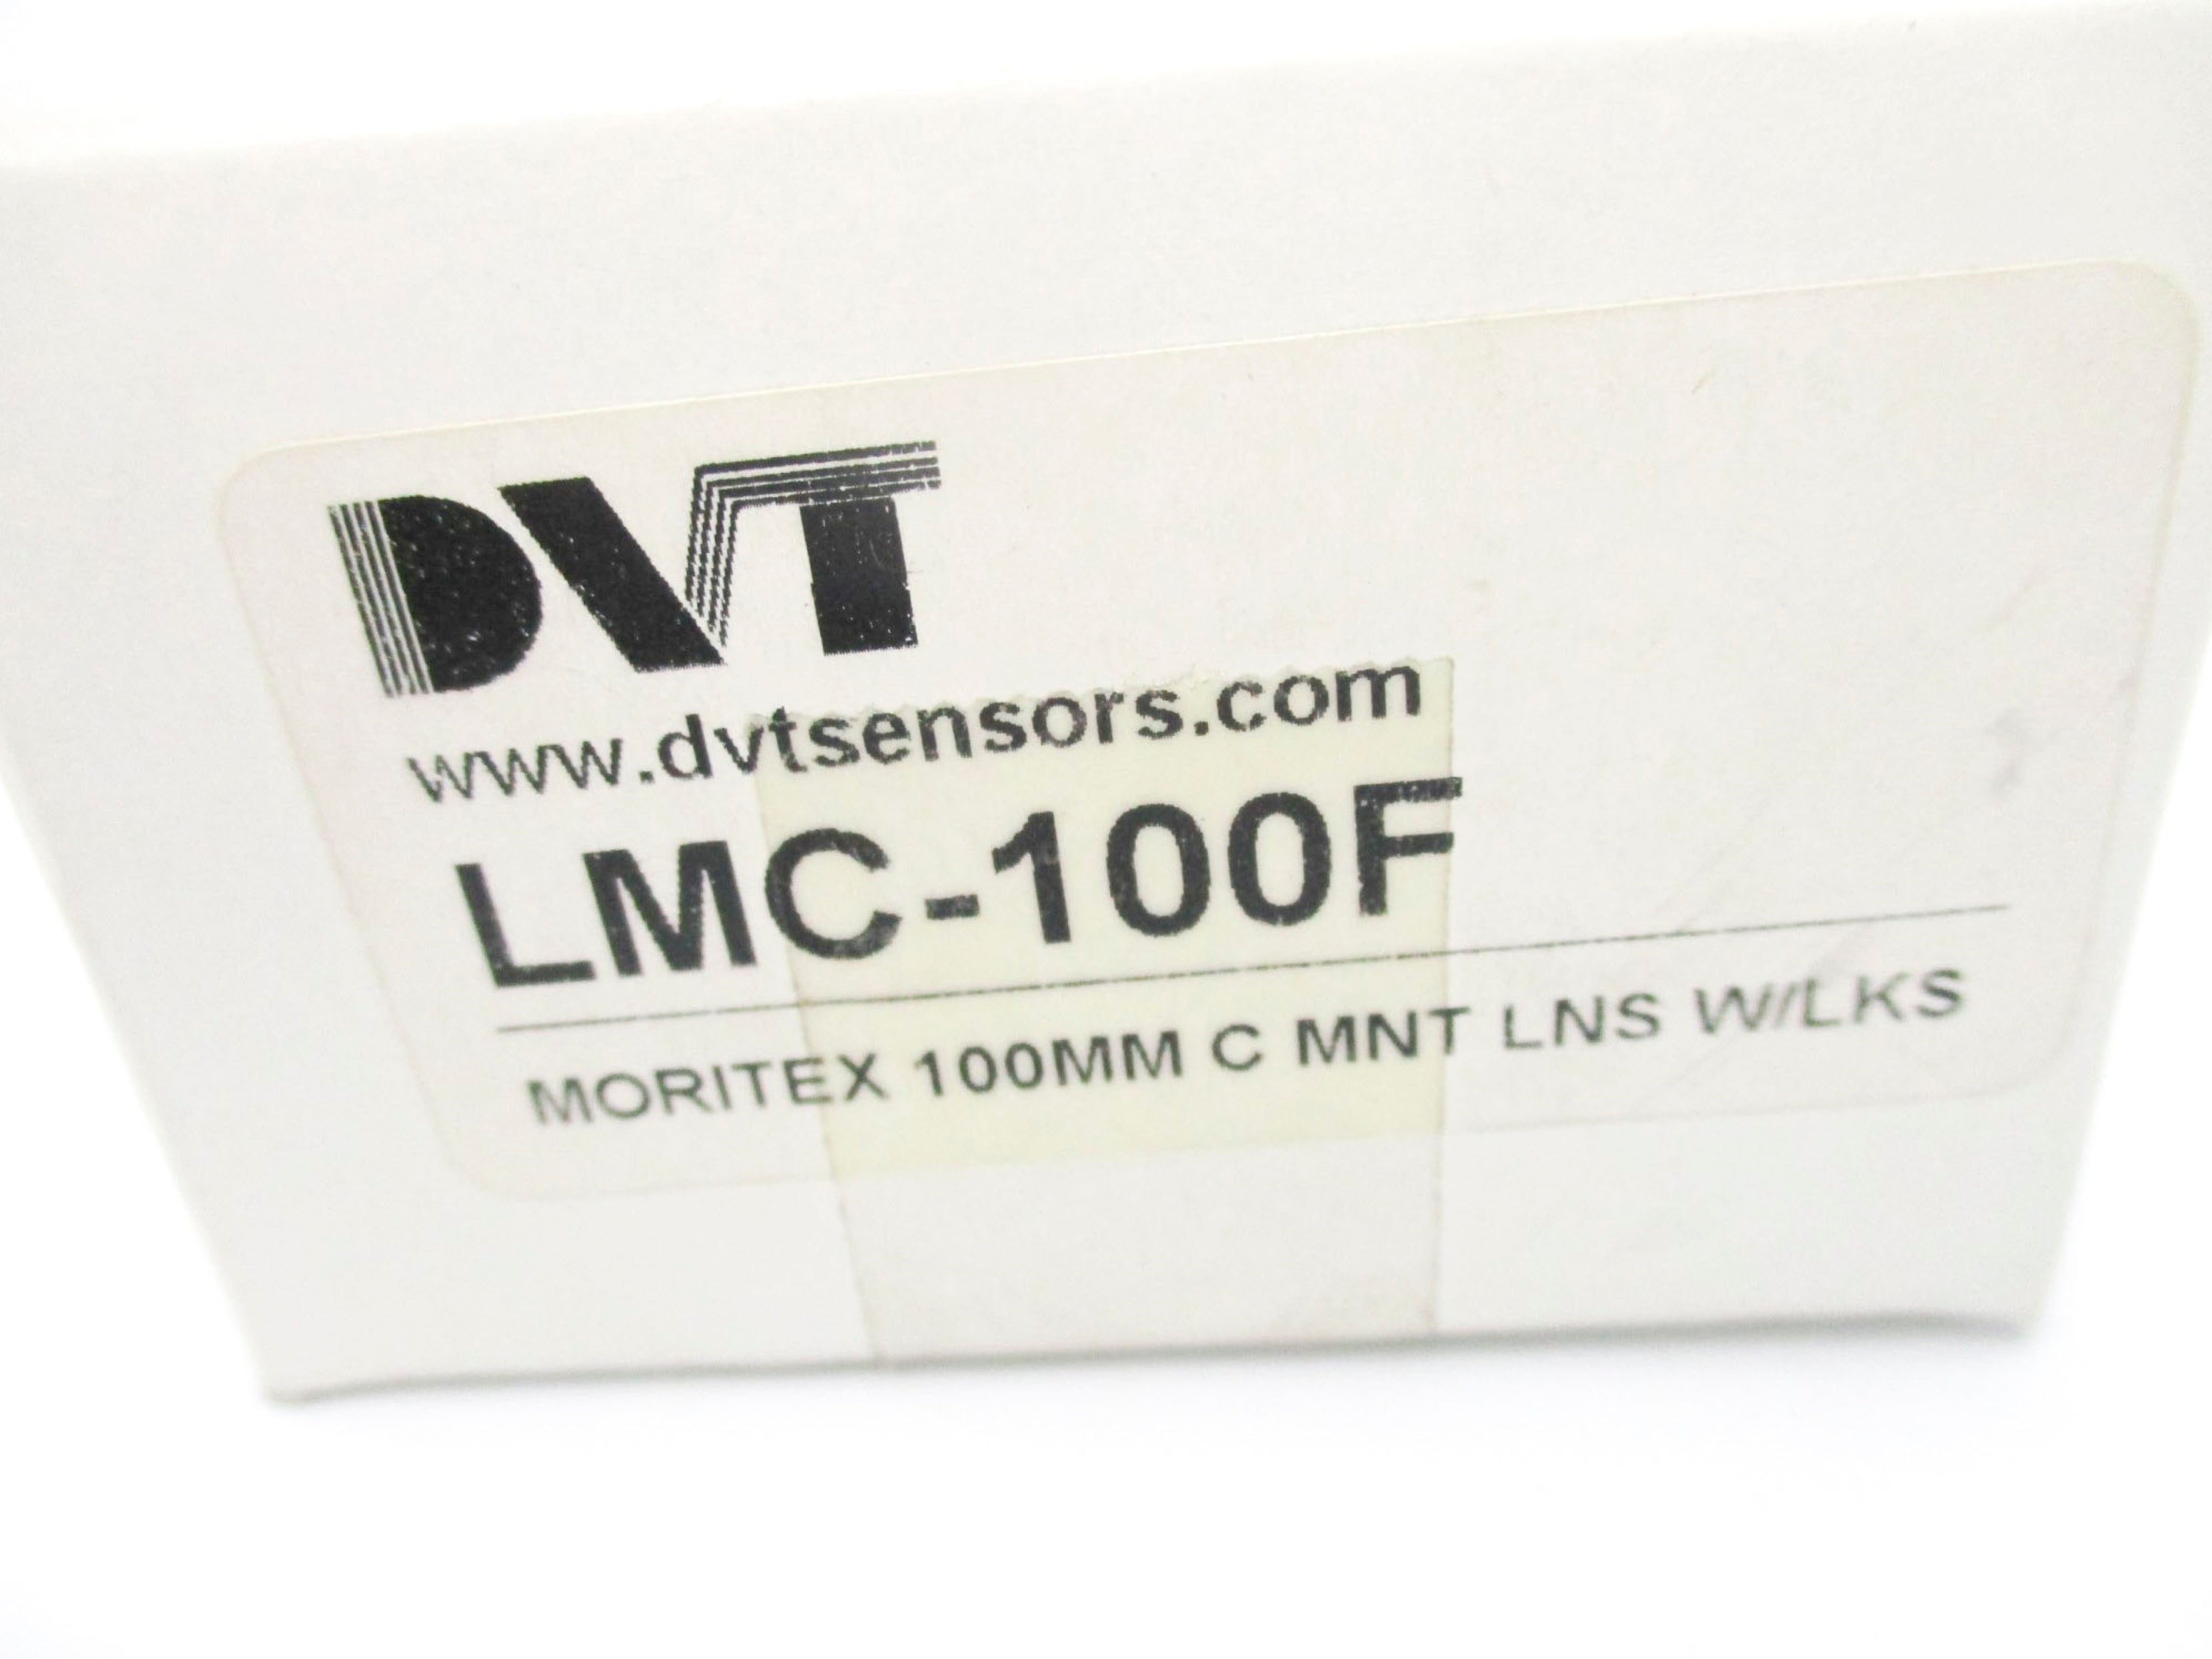 DVT
www.dvtsensors.com
LMC-100F
MORITEX 100MM C MNT LNS W/LKS